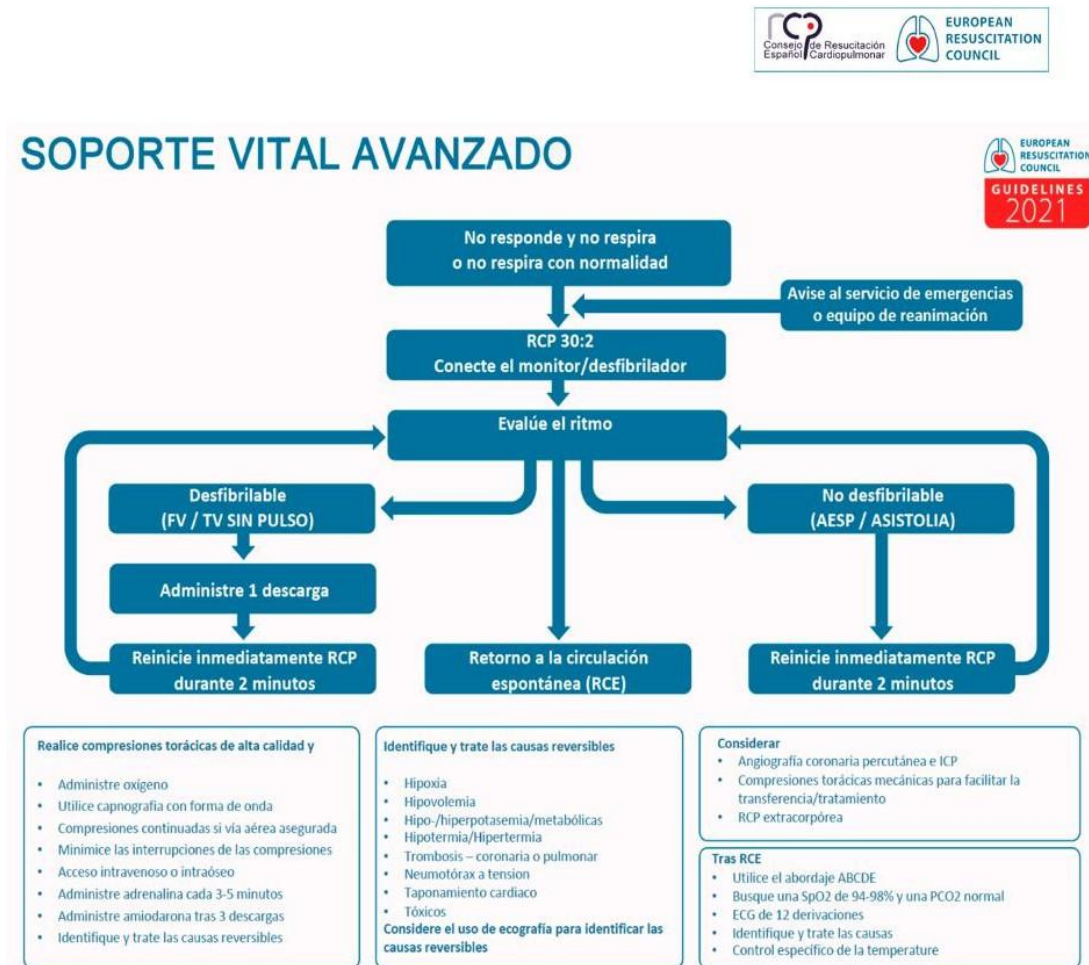 Consejo de Resucitación
Español Cardiopulmonar
EUROPEAN
RESUSCITATION
COUNCIL
SOPORTE VITAL AVANZADO
EUROPEAN
RESUSCITATION
COUNCIL
GUIDELINES
2021
No responde y no respira
o no respira con normalidad
Avise al servicio de emergencias
o equipo de reanimación
RCP 30:2
Conecte el monitor/desfibrilador
Evalúe el ritmo
Desfibrilable
(FV / TV SIN PULSO)
No desfibrilable
(AESP / ASISTOLIA)
Administre 1 descarga
Reinicie inmediatamente RCP
durante 2 minutos
Retorno a la circulación
espontánea (RCE)
Reinicie inmediatamente RCP
durante 2 minutos
Realice compresiones torácicas de alta calidad y
• Administre oxígeno
• Utilice capnografia con forma de onda
• Compresiones continuadas si vía aérea asegurada
• Minimice las interrupciones de las compresiones
• Acceso intravenoso o intraóseo
• Administre adrenalina cada 3-5 minutos
• Administre amiodarona tras 3 descargas
• Identifique y trate las causas reversibles
Identifique y trate las causas reversibles
• Hipoxia
• Hipovolemia
• Hipo-/hiperpotasemia/metabólicas
• Hipotermia/Hipertermia
• Trombosis – coronaria o pulmonar
• Neumotórax a tension
• Taponamiento cardiaco
• Tóxicos
Considere el uso de ecografía para identificar las
causas reversibles
Considerar
• Angiografía coronaria percutánea e ICP
• Compresiones torácicas mecánicas para facilitar la
transferencia/tratamiento
• RCP extracorpórea
Tras RCE
• Utilice el abordaje ABCDE
• Busque una SpO2 de 94-98% y una PCO2 normal
• ECG de 12 derivaciones
• Identifique y trate las causas
• Control específico de la temperature